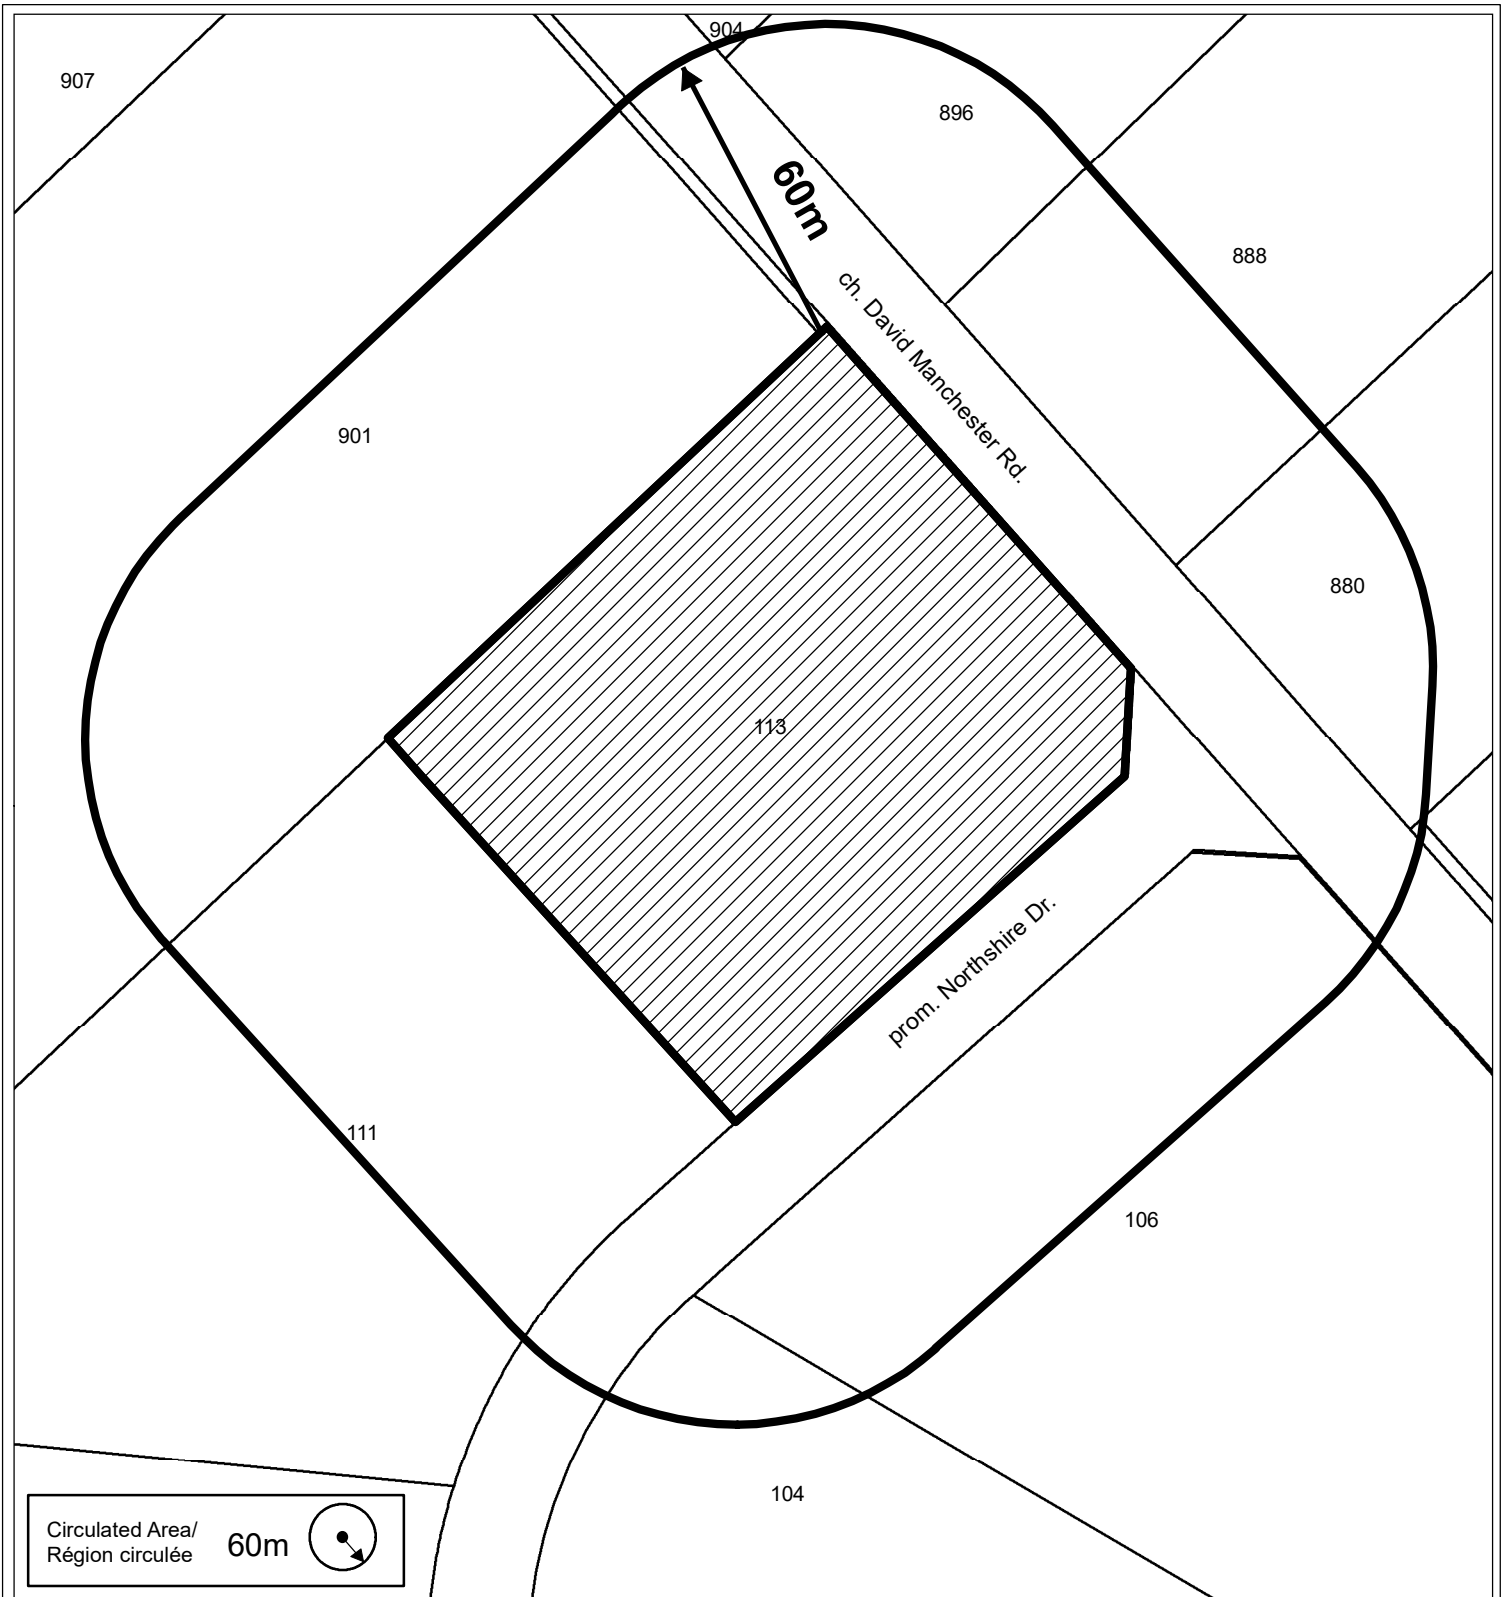 904
907
896
60m
888
ch. David Manchester Rd.
901
880
113
prom. Northshire Dr.
111
106
104
Circulated Area/
Région circulée
60m